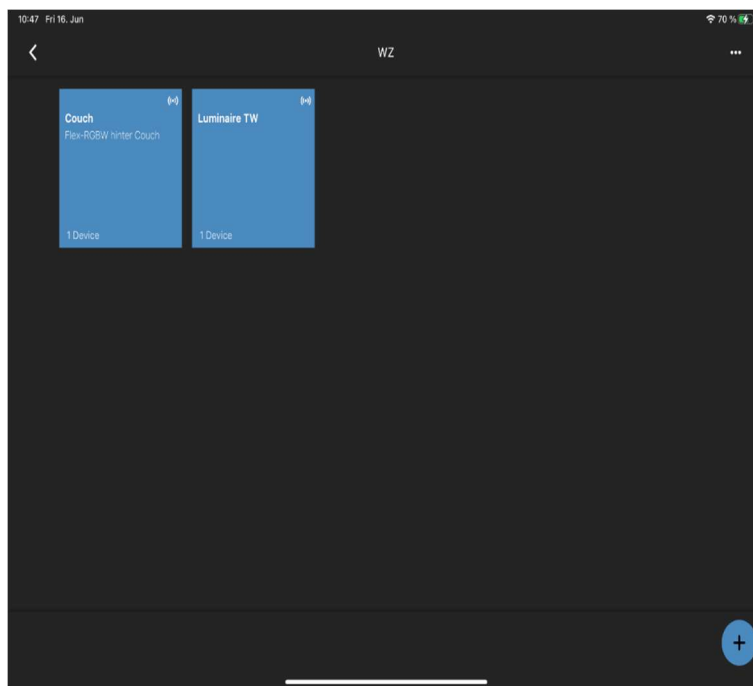 10:47 Fri 16. Jun
70 %
WZ
Couch
Flex-RGBW hinter Couch
1 Device
Luminaire TW
1 Device